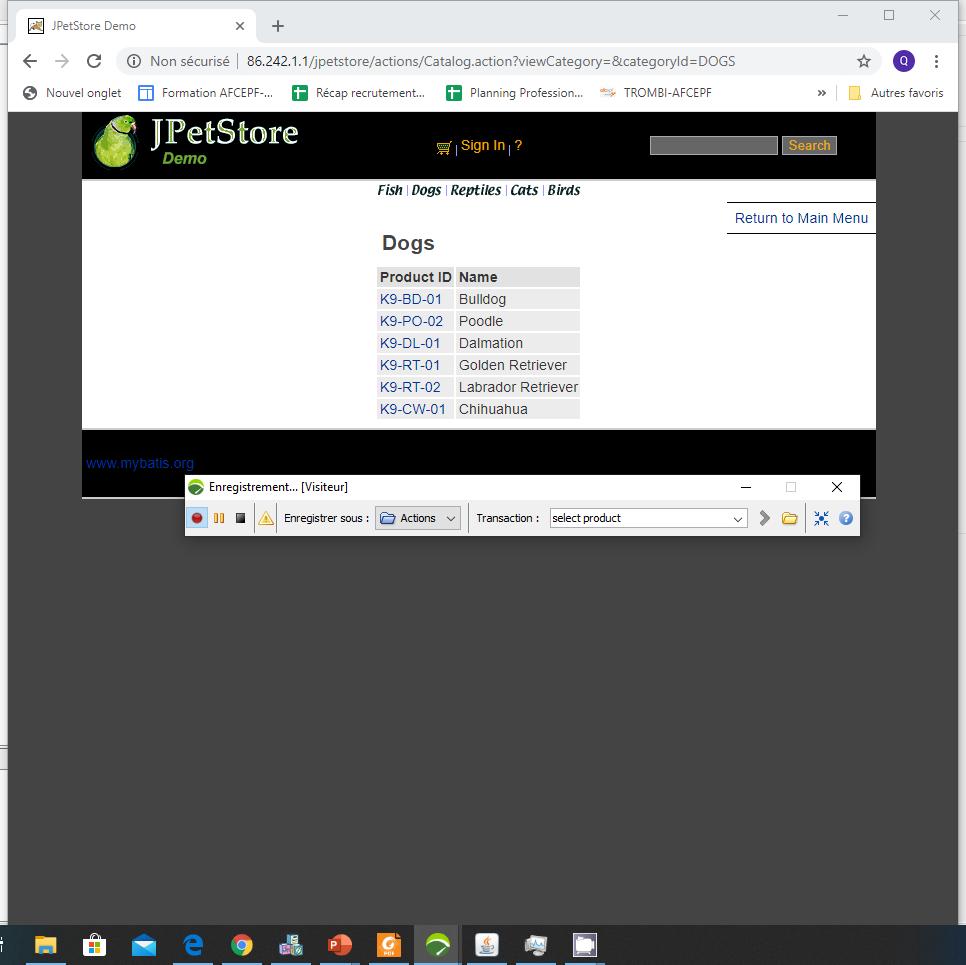 JPetStore Demo
Non sécurisé | 86.242.1.1/jpetstore/actions/Catalog.action?viewCategory=&categoryId=DOGS
Q
Nouvel onglet Formation AFCEPF-... Récap recrutement... Planning Profession... TROMBI-AFCEPF » Autres favoris
JPetStore
Demo
Sign In | ?
Search
Fish | Dogs | Reptiles | Cats | Birds
Return to Main Menu
Dogs
Product ID Name
K9-BD-01 Bulldog
K9-PO-02 Poodle
K9-DL-01 Dalmation
K9-RT-01 Golden Retriever
K9-RT-02 Labrador Retriever
K9-CW-01 Chihuahua
www.mybatis.org
Enregistrement... [Visiteur]
Enregistrer sous : Actions Transaction : select product